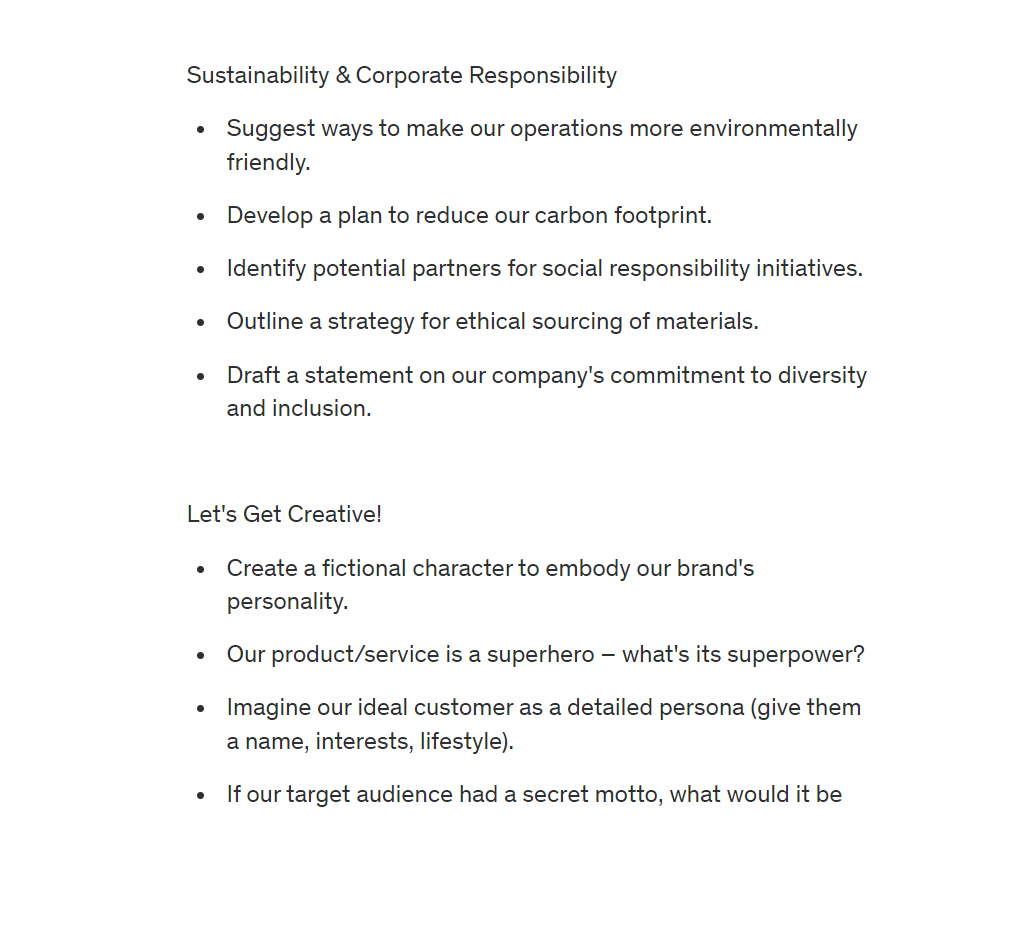 Sustainability & Corporate Responsibility
• Suggest ways to make our operations more environmentally
friendly.
• Develop a plan to reduce our carbon footprint.
• Identify potential partners for social responsibility initiatives.
• Outline a strategy for ethical sourcing of materials.
• Draft a statement on our company's commitment to diversity
and inclusion.
Let's Get Creative!
• Create a fictional character to embody our brand's
personality.
• Our product/service is a superhero – what's its superpower?
• Imagine our ideal customer as a detailed persona (give them
a name, interests, lifestyle).
• If our target audience had a secret motto, what would it be